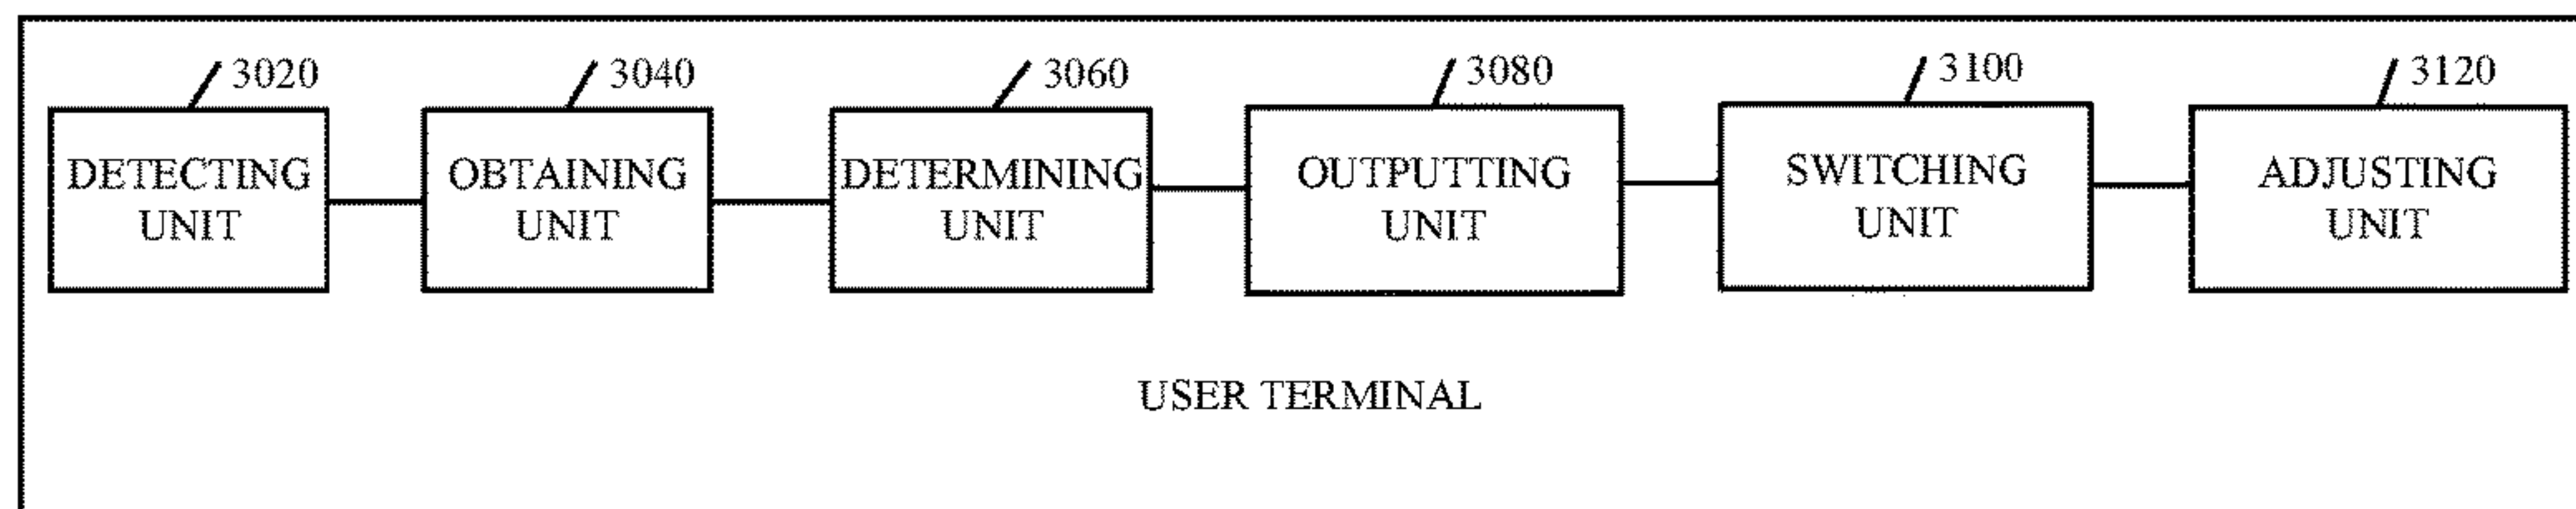 3020 3040 3060 3080 3100 3120
DETECTING UNIT
OBTAINING UNIT
DETERMINING UNIT
OUTPUTTING UNIT
SWITCHING UNIT
ADJUSTING UNIT
USER TERMINAL